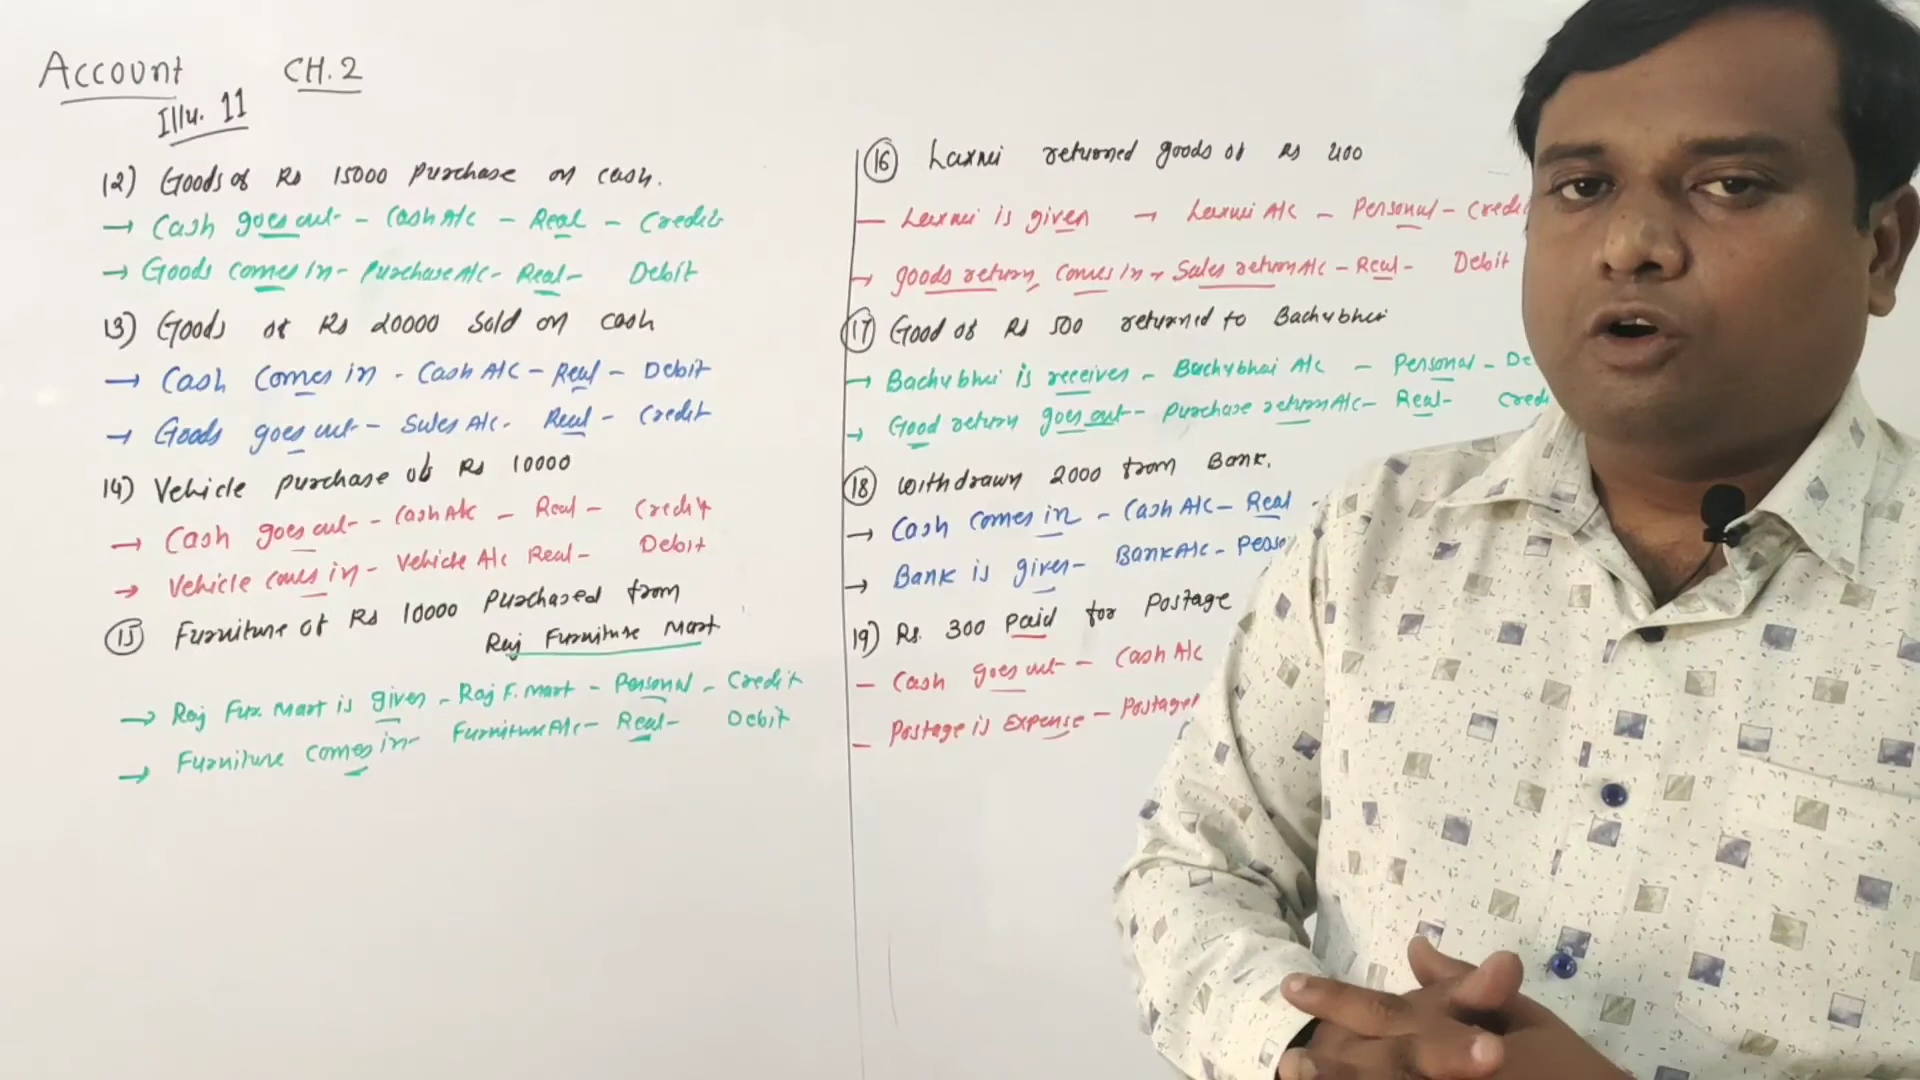 Account CH.2
Illu. 11
12) Goods of Rs 15000 purchase on cash.
→ Cash goes out - Cash A/c - Real - Credit
→ Goods comes in - Purchase A/c - Real - Debit
13) Goods of Rs 20000 Sold on cash
→ Cash Comes in - Cash A/c - Real - Debit
→ Goods goes out - Sales A/c - Real - Credit
14) Vehicle purchase of Rs 10000
→ Cash goes out - Cash A/c - Real - Credit
→ Vehicle comes in - Vehicle A/c Real - Debit
15 Furniture of Rs 10000 Purchased from
Raj Furniture Mart
→ Raj Fur. Mart is given - Raj F. Mart - Personal - Credit
→ Furniture comes in - Furniture A/c - Real - Debit
16 Laxmi returned goods of Rs 400
— Laxmi is given → Laxmi A/c - Personal - Credi
→ goods return, Comes in → Sales return A/c - Real - Debit
17 Good of Rs 500 returned to Bachubhai
→ Bachubhai is receives - Bachubhai A/c - Personal - De
→ Good return goes out - Purchase return A/c - Real - Credi
18 Withdrawn 2000 from Bank.
→ Cash comes in - Cash A/c - Real -
→ Bank is given - Bank A/c - Perso
19) Rs. 300 paid for Postage
— Cash goes out - Cash A/c
— Postage is Expense - Postage